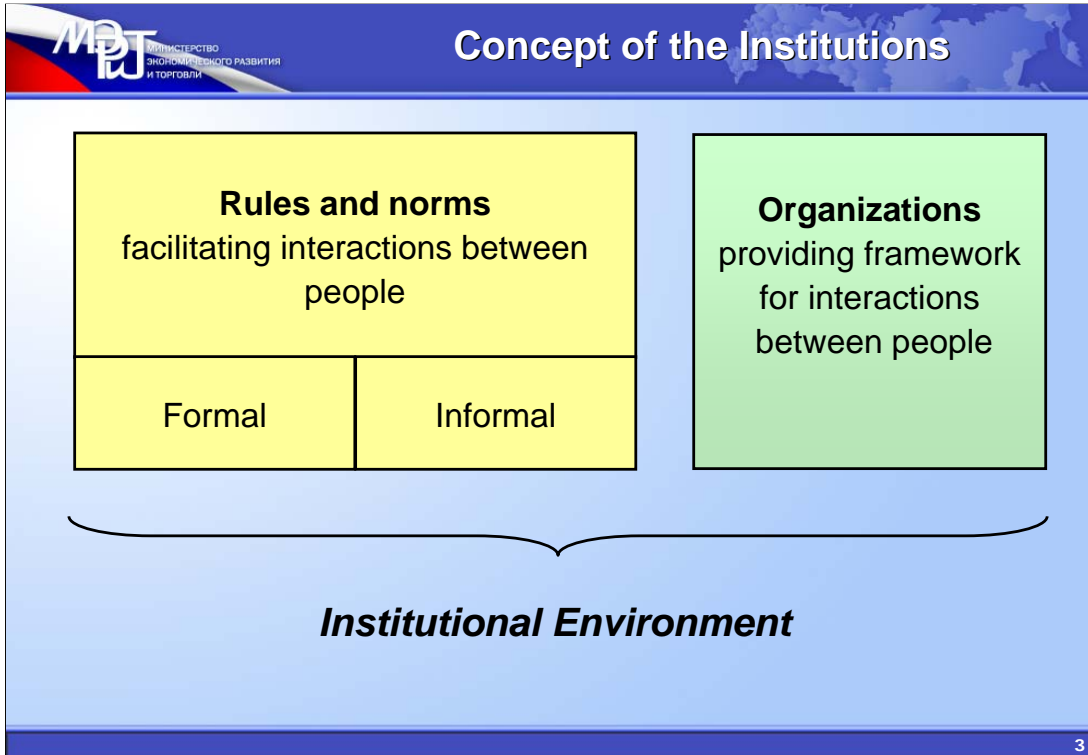 МЭРТ
МИНИСТЕРСТВО
ЭКОНОМИЧЕСКОГО РАЗВИТИЯ
И ТОРГОВЛИ
Concept of the Institutions
Rules and norms
facilitating interactions between
people
Formal
Informal
Organizations
providing framework
for interactions
between people
Institutional Environment
3